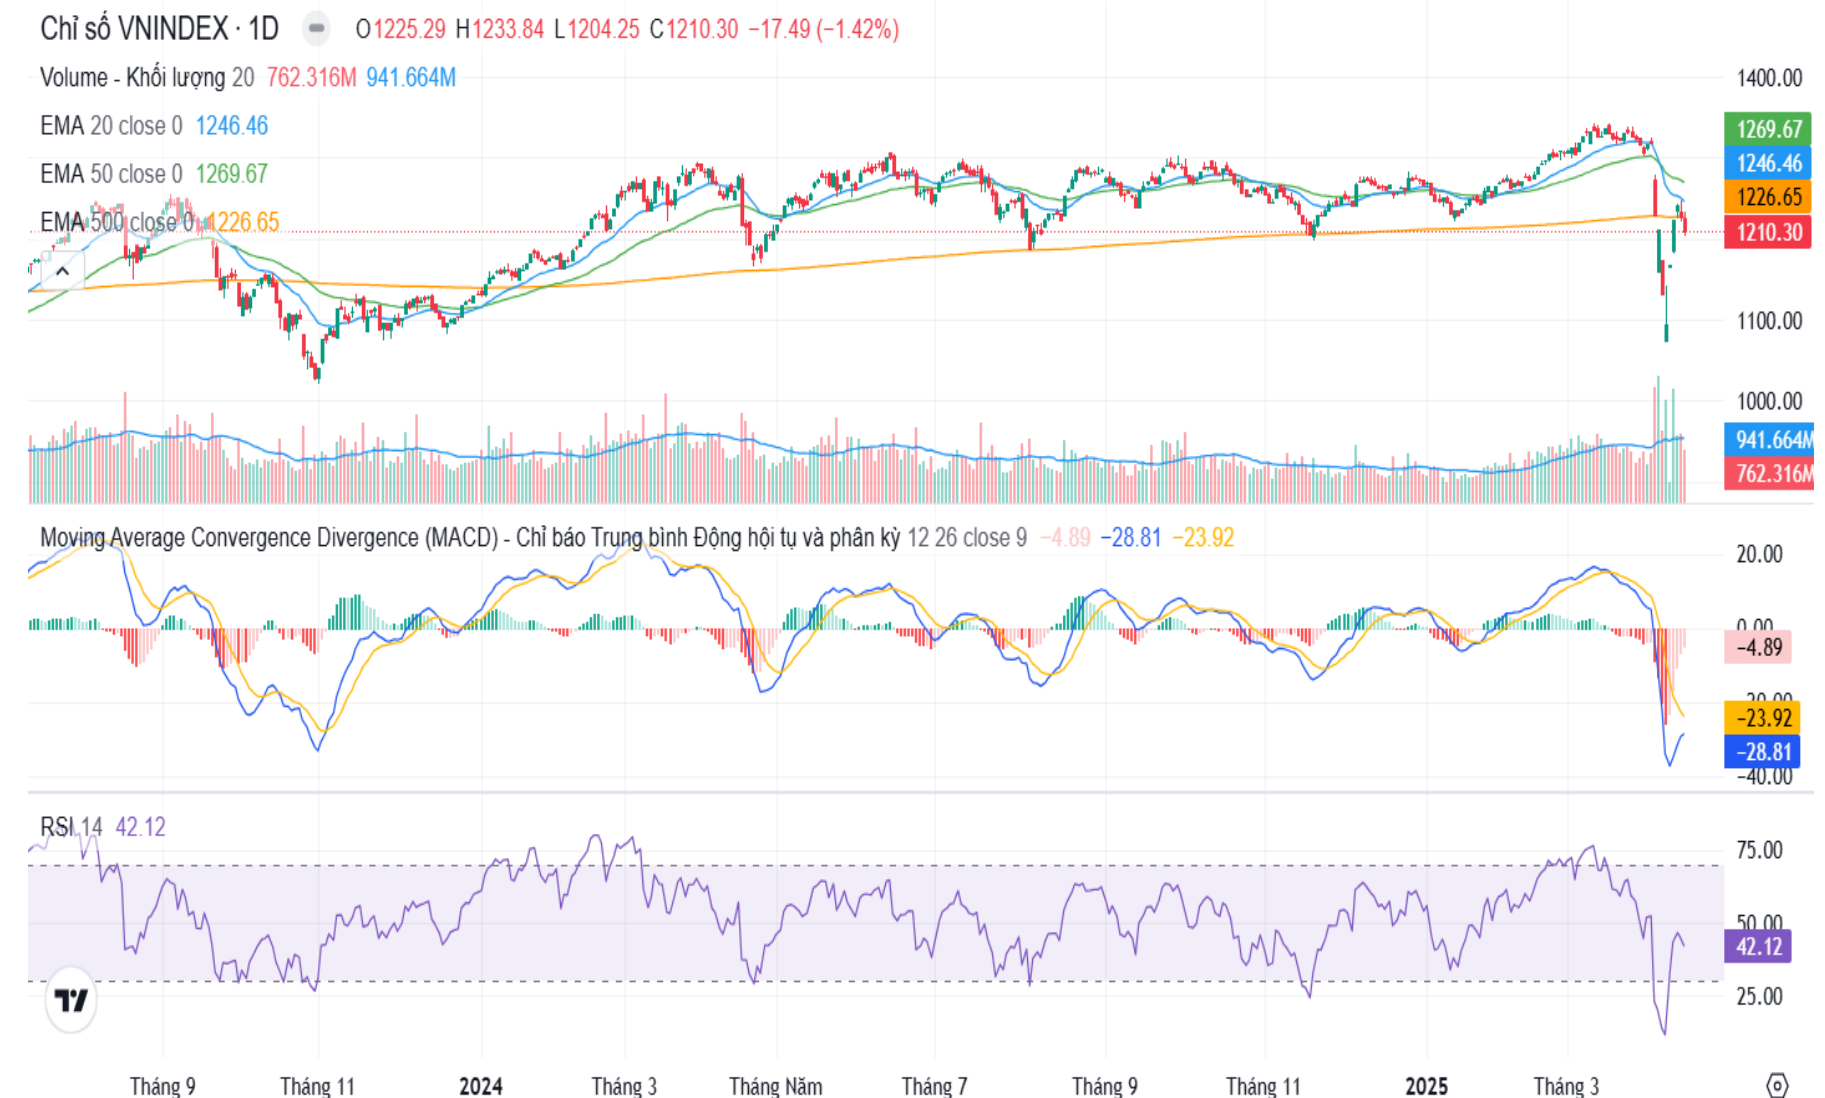 Chỉ số VNINDEX · 1D O1225.29 H1233.84 L1204.25 C1210.30 −17.49 (−1.42%)
Volume - Khối lượng 20 762.316M 941.664M
EMA 20 close 0 1246.46
EMA 50 close 0 1269.67
EMA 500 close 0 1226.65
1400.00
1269.67
1246.46
1226.65
1210.30
1100.00
1000.00
941.664M
762.316M
Moving Average Convergence Divergence (MACD) - Chỉ báo Trung bình Động hội tụ và phân kỳ 12 26 close 9 −4.89 −28.81 −23.92
20.00
0.00
−4.89
−20.00
−23.92
−28.81
−40.00
RSI 14 42.12
75.00
50.00
42.12
25.00
Tháng 9 Tháng 11 2024 Tháng 3 Tháng Năm Tháng 7 Tháng 9 Tháng 11 2025 Tháng 3